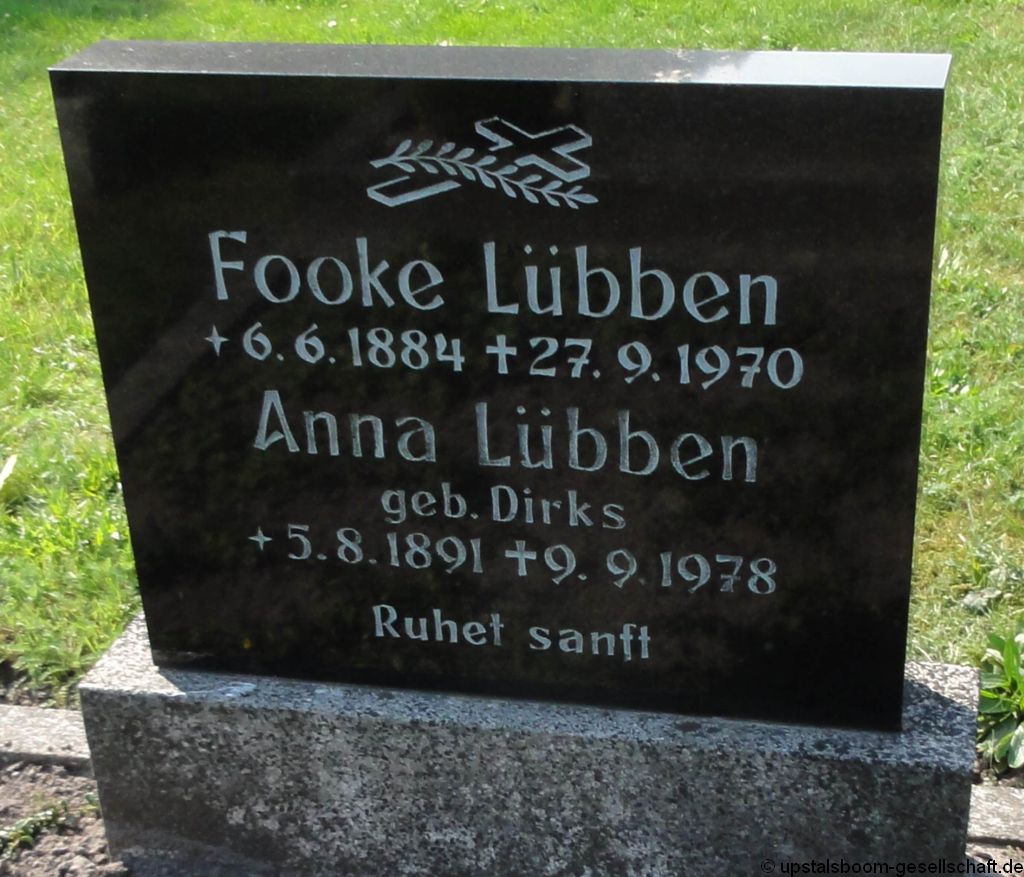 Fooke Lübben
+ 6. 6. 1884 † 27. 9. 1970
Anna Lübben
geb. Dirks
+ 5. 8. 1891 † 9. 9. 1978
Ruhet sanft
© upstalsboom-gesellschaft.de